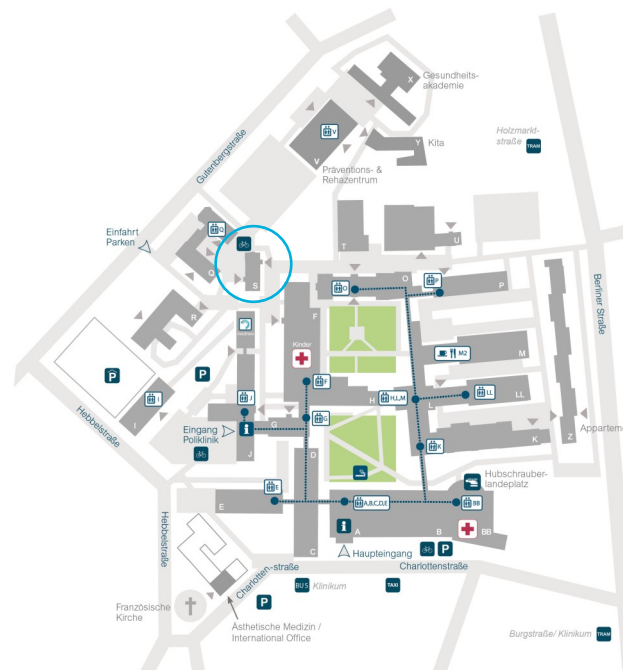 X
Gesundheits-
akademie
V
Y
Kita
Holzmarkt-
straße
TRAM
V
Präventions- &
Rehazentrum
Gutenbergstraße
Q
Einfahrt
Parken
T
U
Q
S
O
P
O
P
R
F
Berliner Straße
Kinder
M2
M
P
P
I
J
F
H
H,L,M
LL
LL
L
I
Hebbelstraße
Eingang
Poliklinik
G
G
K
K
Z
Apparteme
J
D
Hubschrauber-
landeplatz
E
E
A,B,C,D,E
BB
A
B
BB
C
Haupteingang
P
Charlottenstraße
Hebbelstraße
Charlotten-straße
BUS
Klinikum
TAXI
P
Französische
Kirche
Ästhetische Medizin /
International Office
Burgstraße/ Klinikum
TRAM